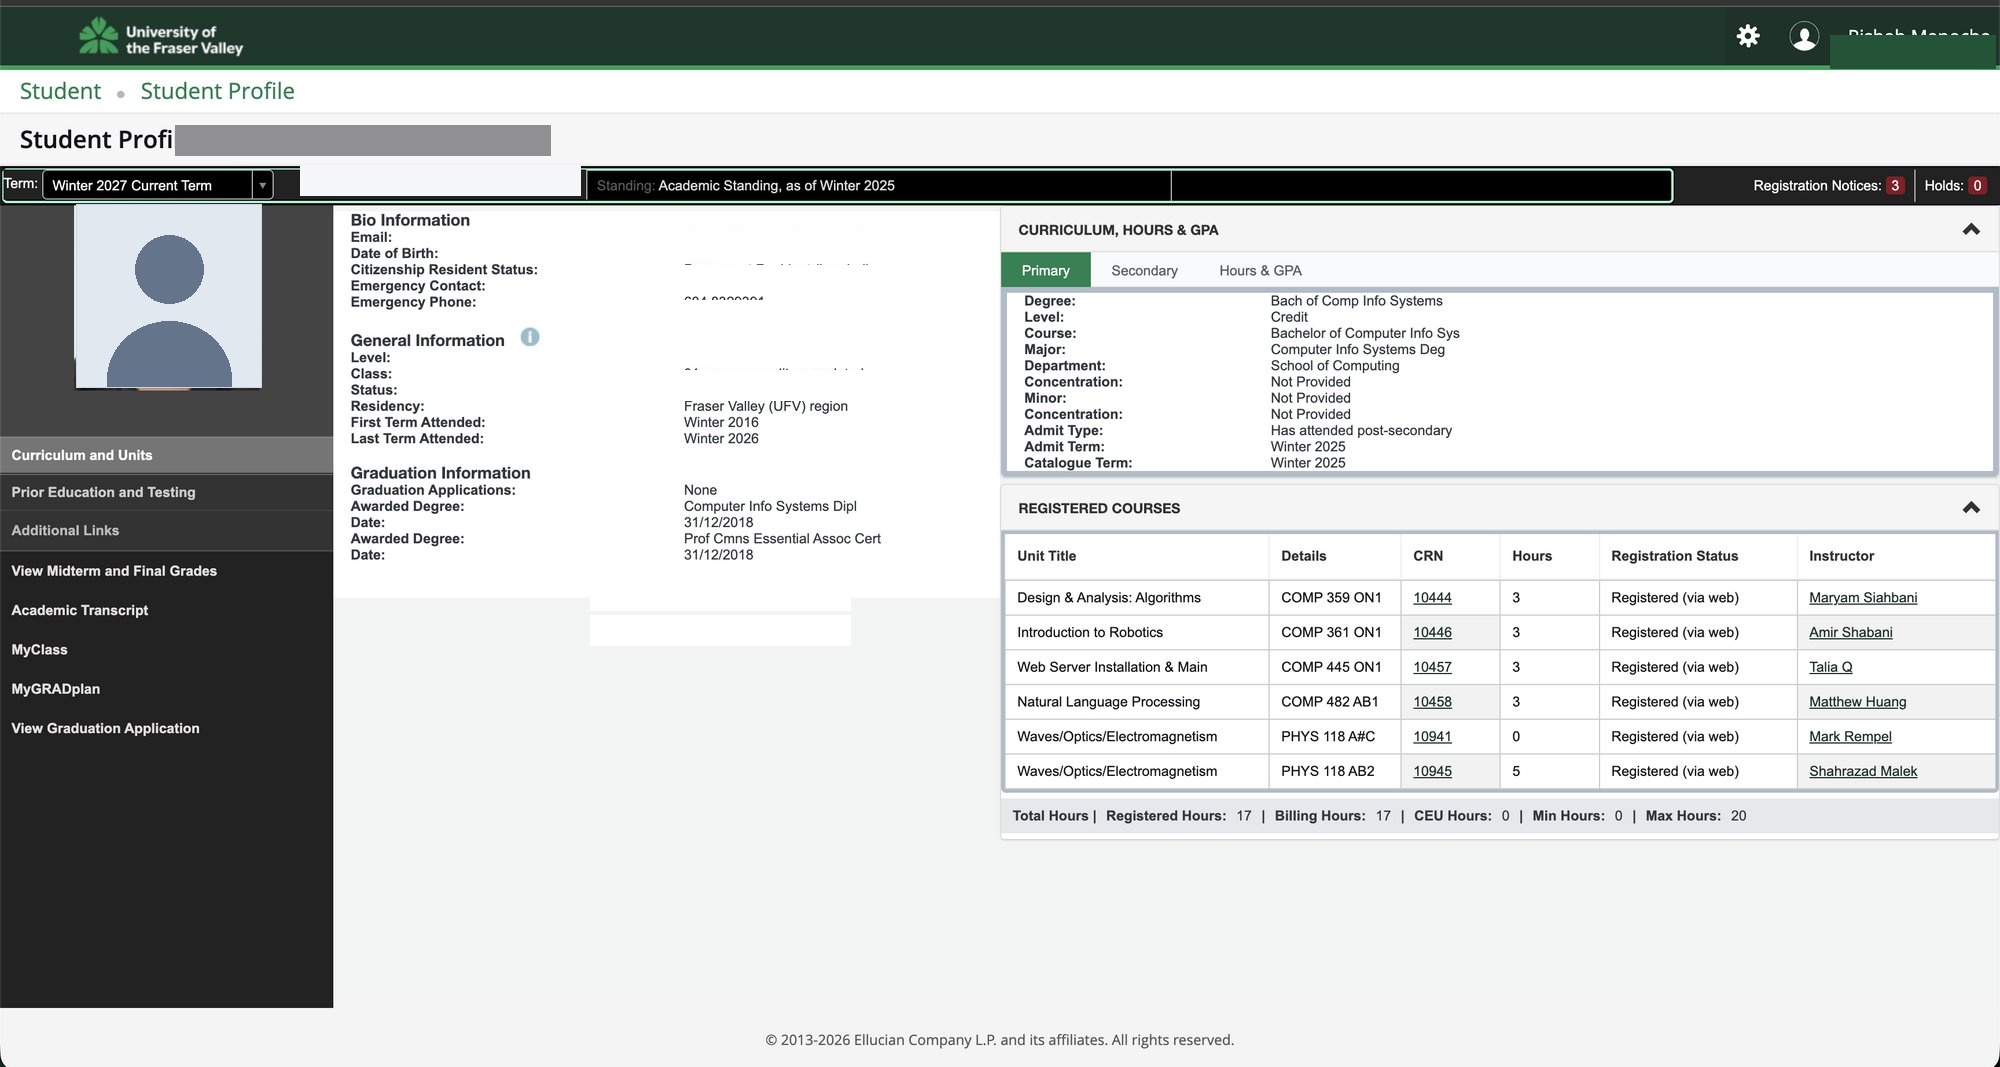 University of
the Fraser Valley
Student • Student Profile
Student Profi
Term: Winter 2027 Current Term
Standing: Academic Standing, as of Winter 2025
Registration Notices: 3 Holds: 0
Curriculum and Units
Prior Education and Testing
Additional Links
View Midterm and Final Grades
Academic Transcript
MyClass
MyGRADplan
View Graduation Application
Bio Information
Email:
Date of Birth:
Citizenship Resident Status:
Emergency Contact:
Emergency Phone:
General Information
Level:
Class:
Status:
Residency: Fraser Valley (UFV) region
First Term Attended: Winter 2016
Last Term Attended: Winter 2026
Graduation Information
Graduation Applications: None
Awarded Degree: Computer Info Systems Dipl
Date: 31/12/2018
Awarded Degree: Prof Cmns Essential Assoc Cert
Date: 31/12/2018
CURRICULUM, HOURS & GPA
Primary Secondary Hours & GPA
Degree: Bach of Comp Info Systems
Level: Credit
Course: Bachelor of Computer Info Sys
Major: Computer Info Systems Deg
Department: School of Computing
Concentration: Not Provided
Minor: Not Provided
Concentration: Not Provided
Admit Type: Has attended post-secondary
Admit Term: Winter 2025
Catalogue Term: Winter 2025
REGISTERED COURSES
Unit Title Details CRN Hours Registration Status Instructor
Design & Analysis: Algorithms COMP 359 ON1 10444 3 Registered (via web) Maryam Siahbani
Introduction to Robotics COMP 361 ON1 10446 3 Registered (via web) Amir Shabani
Web Server Installation & Main COMP 445 ON1 10457 3 Registered (via web) Talia Q
Natural Language Processing COMP 482 AB1 10458 3 Registered (via web) Matthew Huang
Waves/Optics/Electromagnetism PHYS 118 A#C 10941 0 Registered (via web) Mark Rempel
Waves/Optics/Electromagnetism PHYS 118 AB2 10945 5 Registered (via web) Shahrazad Malek
Total Hours | Registered Hours: 17 | Billing Hours: 17 | CEU Hours: 0 | Min Hours: 0 | Max Hours: 20
© 2013-2026 Ellucian Company L.P. and its affiliates. All rights reserved.